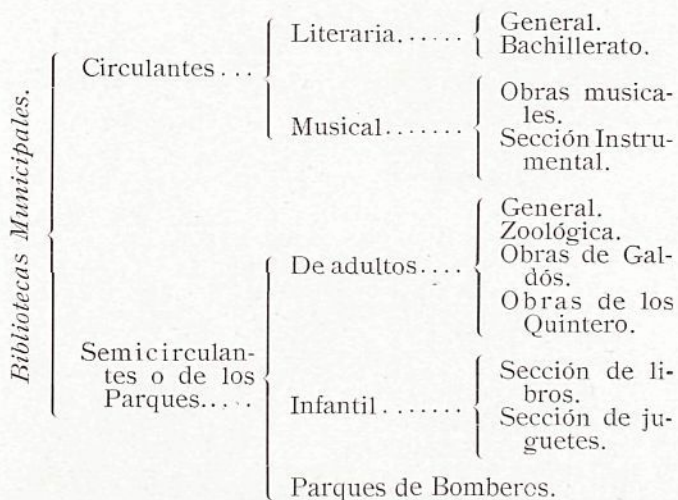 Bibliotecas Municipales.
Circulantes ...
Literaria......
General.
Bachillerato.
Musical.......
Obras musica-
les.
Sección Instru-
mental.
Semicirculan-
tes o de los
Parques.....
De adultos....
General.
Zoológica.
Obras de Gal-
dós.
Obras de los
Quintero.
Infantil .......
Sección de li-
bros.
Sección de ju-
guetes.
Parques de Bomberos.